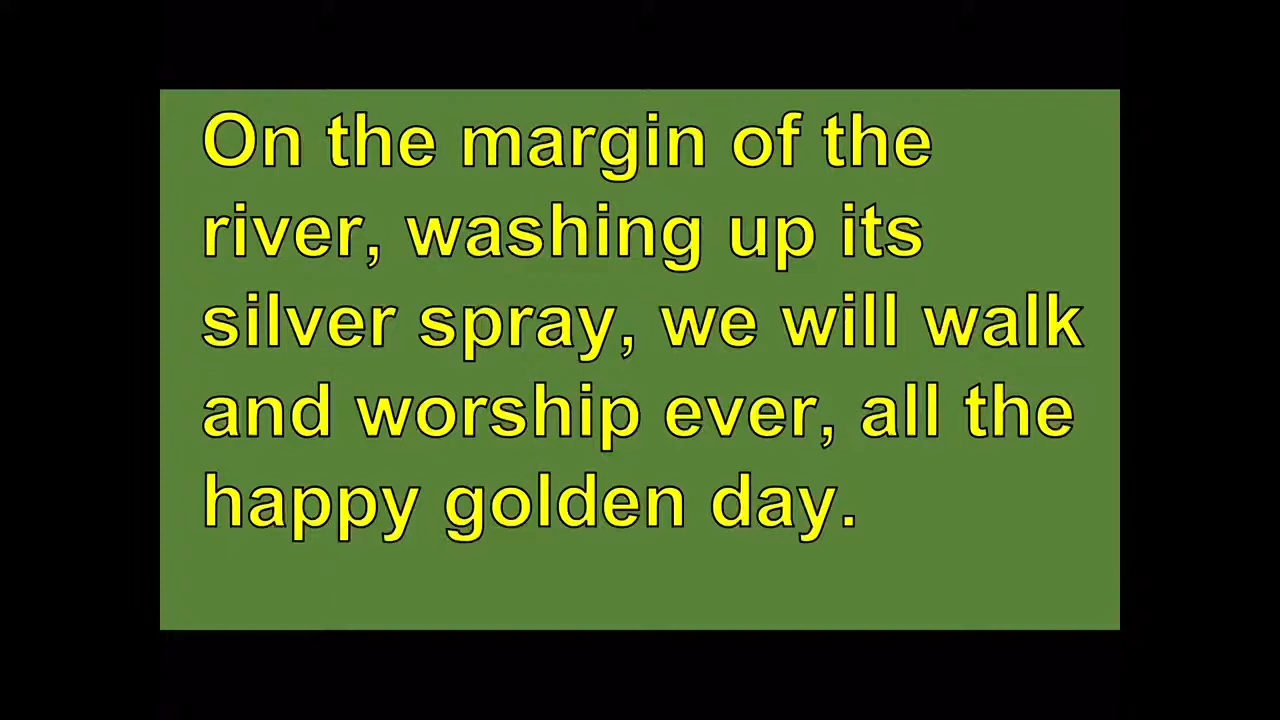 On the margin of the
river, washing up its
silver spray, we will walk
and worship ever, all the
happy golden day.